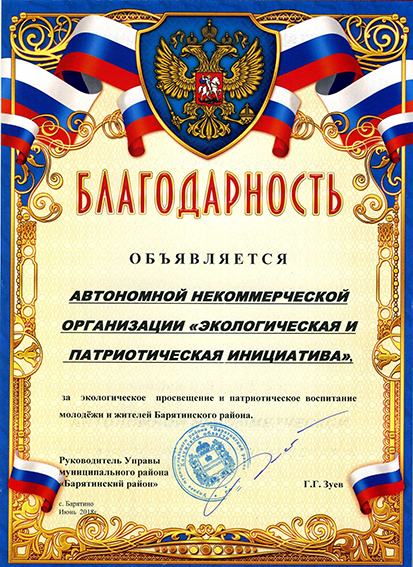 БЛАГОДАРНОСТЬ
ОБЪЯВЛЯЕТСЯ
АВТОНОМНОЙ НЕКОММЕРЧЕСКОЙ
ОРГАНИЗАЦИИ «ЭКОЛОГИЧЕСКАЯ И
ПАТРИОТИЧЕСКАЯ ИНИЦИАТИВА»,
за экологическое просвещение и патриотическое воспитание
молодёжи и жителей Барятинского района.
Руководитель Управы
муниципального района
«Барятинский район»
Г.Г. Зуев
с. Барятино
Июнь 2018г.